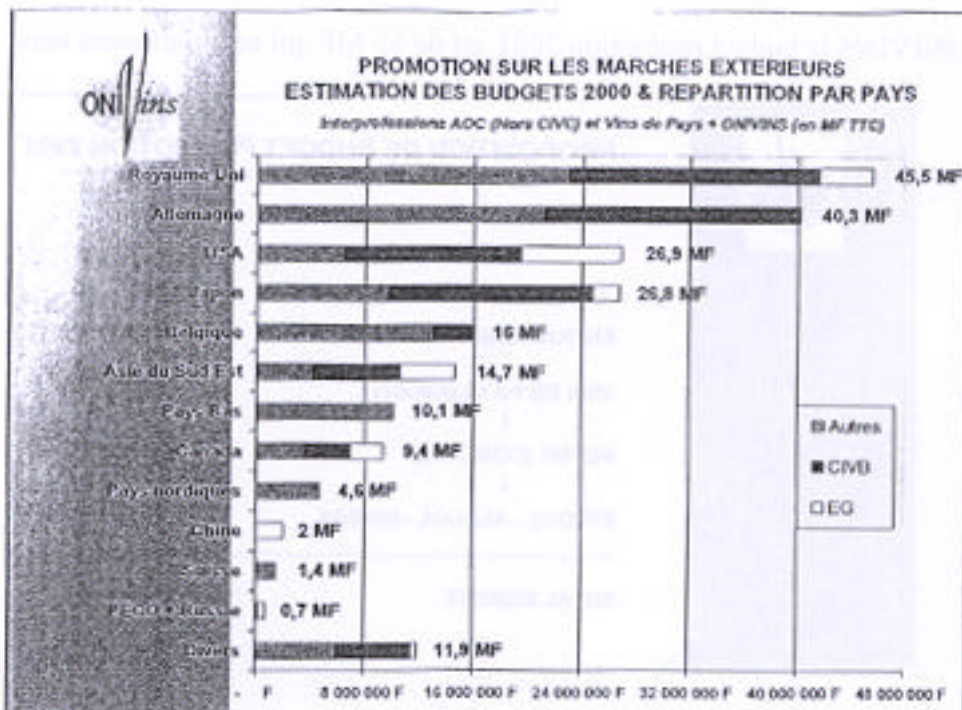 ONIVins
PROMOTION SUR LES MARCHES EXTERIEURS
ESTIMATION DES BUDGETS 2000 & REPARTITION PAR PAYS
Interprofessions AOC (Hors CIVC) et Vins de Pays + ONIVINS (en MF TTC)
Royaume Uni 45,5 MF
Allemagne 40,3 MF
USA 26,9 MF
Japon 26,8 MF
Belgique 16 MF
Asie du Sud Est 14,7 MF
Pays Bas 10,1 MF
Canada 9,4 MF
Pays nordiques 4,6 MF
Chine 2 MF
Suisse 1,4 MF
PECO + Russie 0,7 MF
Divers 11,9 MF
Autres
CIVB
EG
- F 8 000 000 F 16 000 000 F 24 000 000 F 32 000 000 F 40 000 000 F 48 000 000 F